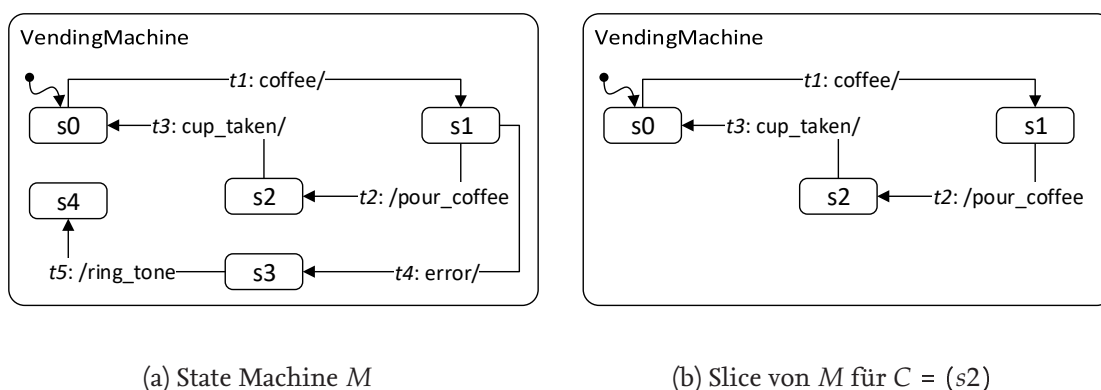 VendingMachine
t1: coffee/
s0
t3: cup_taken/
s1
s4
s2
t2: /pour_coffee
t5: /ring_tone
s3
t4: error/
(a) State Machine M
VendingMachine
t1: coffee/
s0
t3: cup_taken/
s1
s2
t2: /pour_coffee
(b) Slice von M für C = (s2)